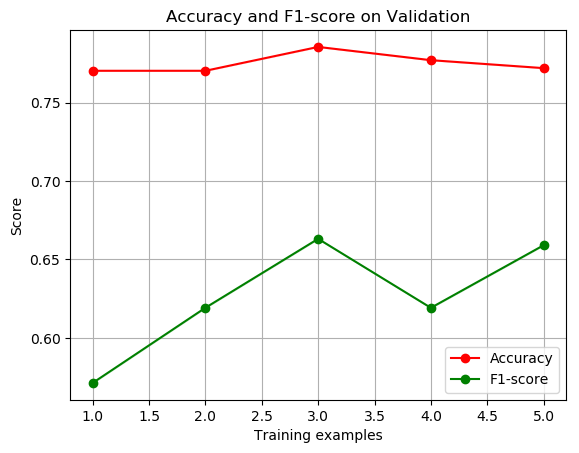 Accuracy and F1-score on Validation
Score
0.75
0.70
0.65
0.60
Accuracy
F1-score
1.0 1.5 2.0 2.5 3.0 3.5 4.0 4.5 5.0
Training examples